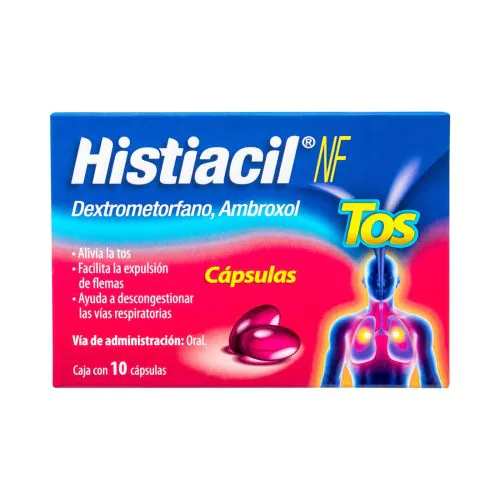 Histiacil® NF
Dextrometorfano, Ambroxol
Tos
• Alivia la tos
• Facilita la expulsión
de flemas
• Ayuda a descongestionar
las vías respiratorias
Cápsulas
Vía de administración: Oral.
Caja con 10 cápsulas